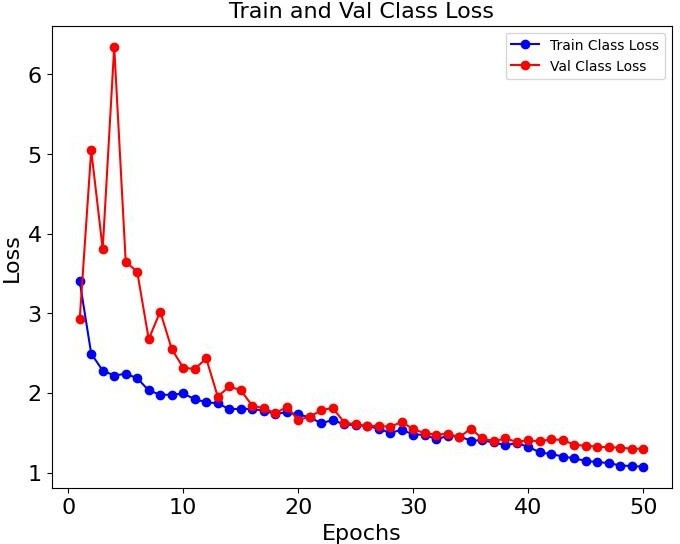 Train and Val Class Loss
Train Class Loss
Val Class Loss
Loss
6
5
4
3
2
1
0 10 20 30 40 50
Epochs